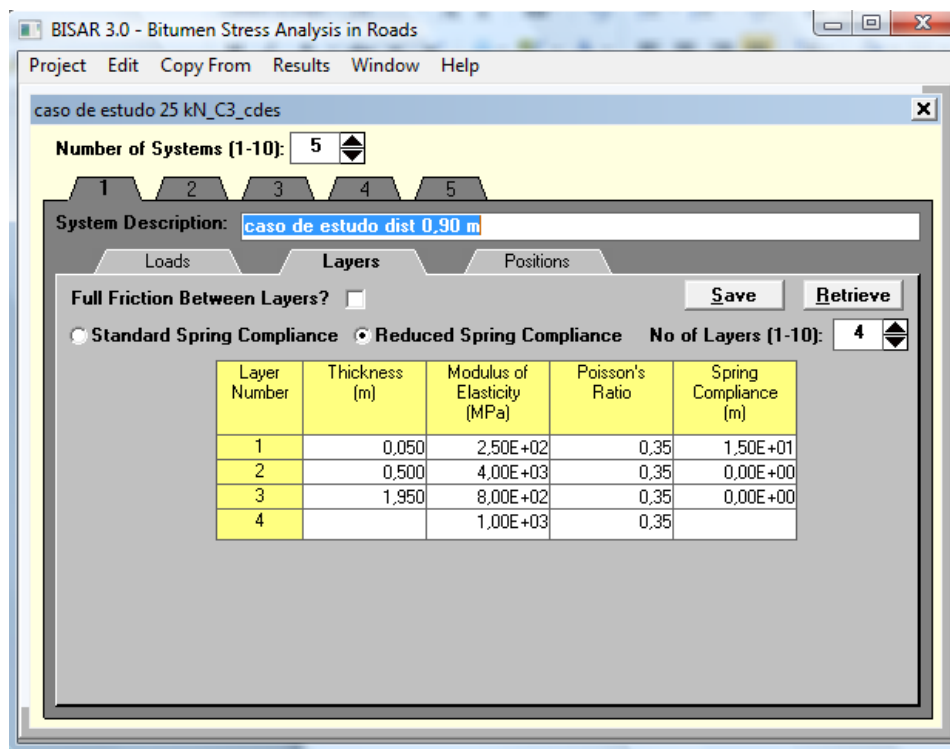 BISAR 3.0 - Bitumen Stress Analysis in Roads
Project Edit Copy From Results Window Help
caso de estudo 25 kN_C3_cdes
Number of Systems (1-10): 5
1 2 3 4 5
System Description: caso de estudo dist 0,90 m
Loads Layers Positions
Full Friction Between Layers? Save Retrieve
Standard Spring Compliance Reduced Spring Compliance No of Layers (1-10): 4
Layer Thickness Modulus of Poisson's Spring
Number (m) Elasticity Ratio Compliance
(MPa) (m)
1 0,050 2,50E+02 0,35 1,50E+01
2 0,500 4,00E+03 0,35 0,00E+00
3 1,950 8,00E+02 0,35 0,00E+00
4 1,00E+03 0,35